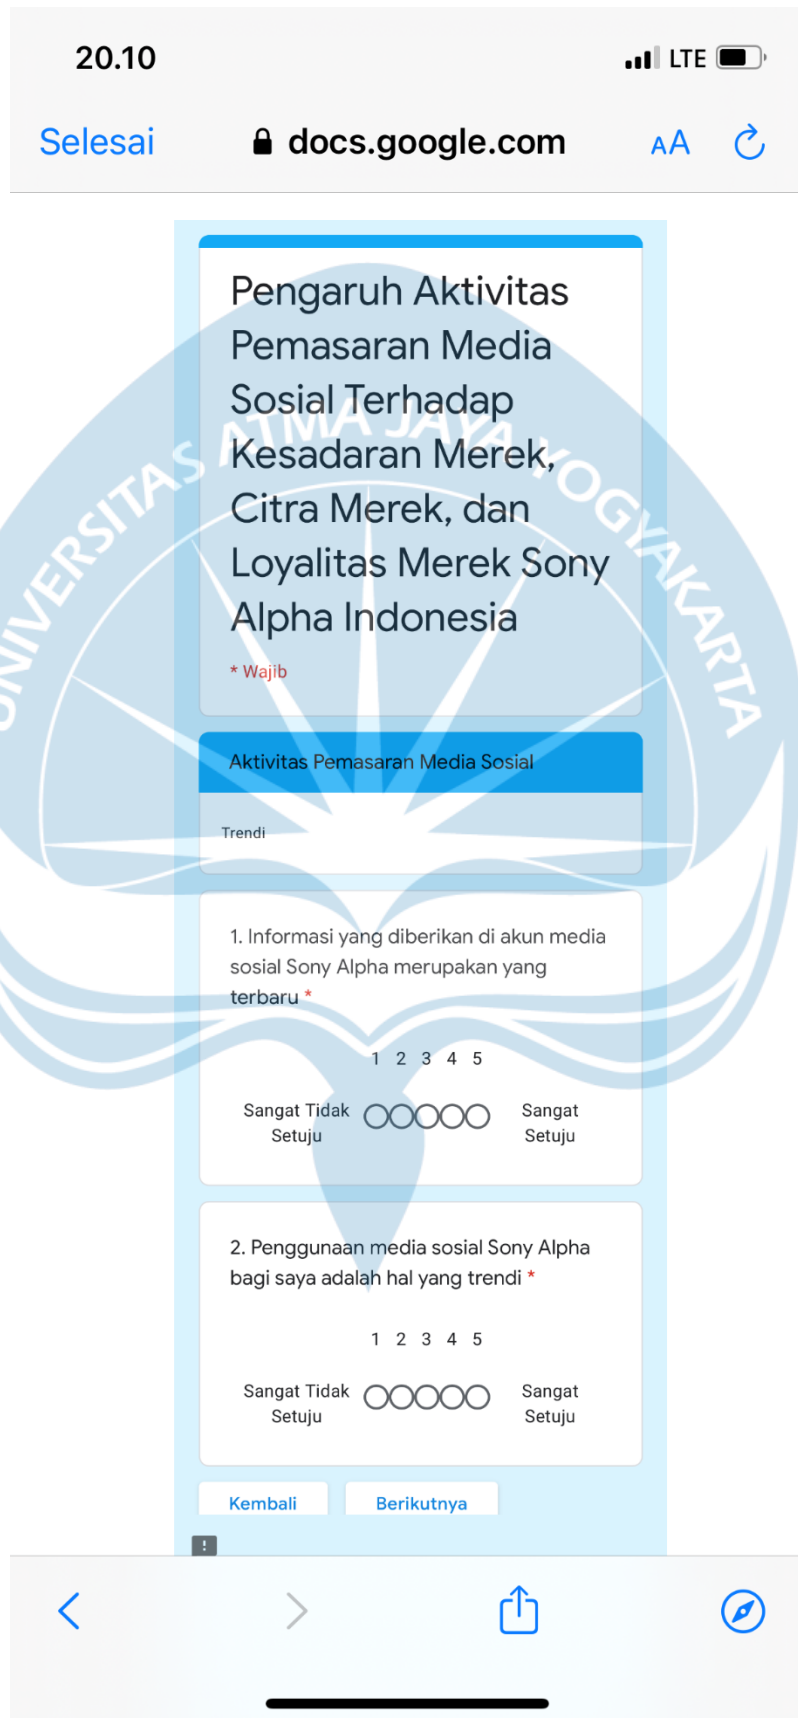 20.10
LTE
Selesai
docs.google.com
AA
Pengaruh Aktivitas
Pemasaran Media
Sosial Terhadap
Kesadaran Merek,
Citra Merek, dan
Loyalitas Merek Sony
Alpha Indonesia
* Wajib
UNIVERSITAS ATMA JAYA YOGYAKARTA
Aktivitas Pemasaran Media Sosial
Trendi
1. Informasi yang diberikan di akun media
sosial Sony Alpha merupakan yang
terbaru *
1 2 3 4 5
Sangat Tidak
Setuju
Sangat
Setuju
2. Penggunaan media sosial Sony Alpha
bagi saya adalah hal yang trendi *
1 2 3 4 5
Sangat Tidak
Setuju
Sangat
Setuju
Kembali
Berikutnya
!